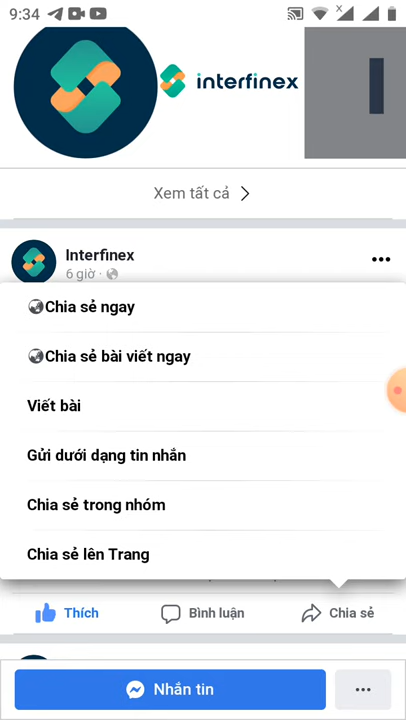 9:34
interfinex
Xem tất cả
Interfinex
6 giờ ·
Chia sẻ ngay
Chia sẻ bài viết ngay
Viết bài
Gửi dưới dạng tin nhắn
Chia sẻ trong nhóm
Chia sẻ lên Trang
Thích
Bình luận
Chia sẻ
Nhắn tin